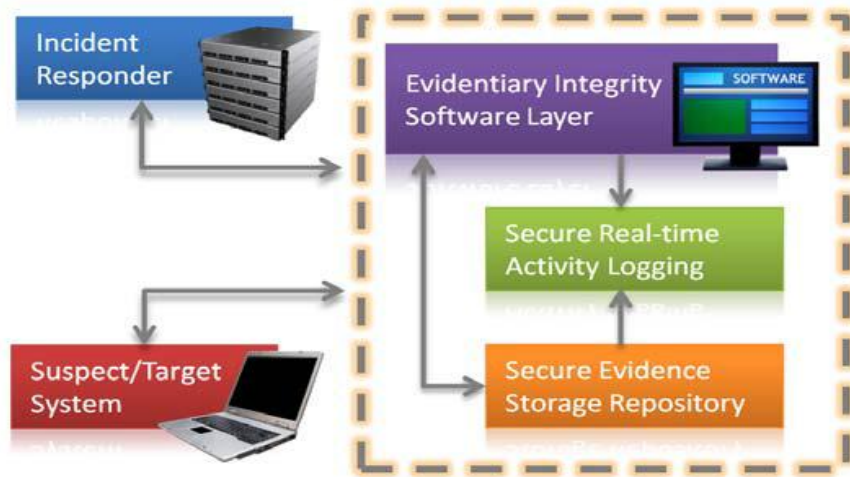 Incident
Responder
Evidentiary Integrity
Software Layer
SOFTWARE
Secure Real-time
Activity Logging
Suspect/Target
System
Secure Evidence
Storage Repository